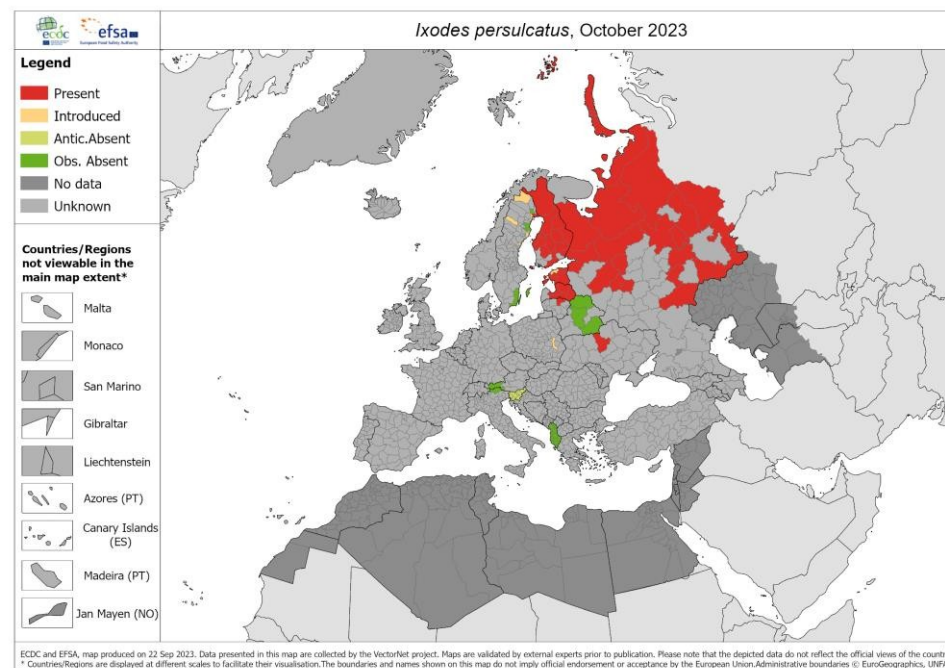 ecdc
efsa
European Food Safety Authority
Ixodes persulcatus, October 2023
Legend
Present
Introduced
Antic.Absent
Obs. Absent
No data
Unknown
Countries/Regions
not viewable in the
main map extent*
Malta
Monaco
San Marino
Gibraltar
Liechtenstein
Azores (PT)
Canary Islands
(ES)
Madeira (PT)
Jan Mayen (NO)
ECDC and EFSA, map produced on 22 Sep 2023. Data presented in this map are collected by the VectorNet project. Maps are validated by external experts prior to publication. Please note that the depicted data do not reflect the official views of the countr
* Countries/Regions are displayed at different scales to facilitate their visualisation.The boundaries and names shown on this map do not imply official endorsement or acceptance by the European Union.Administrative boundaries © EuroGeographics,